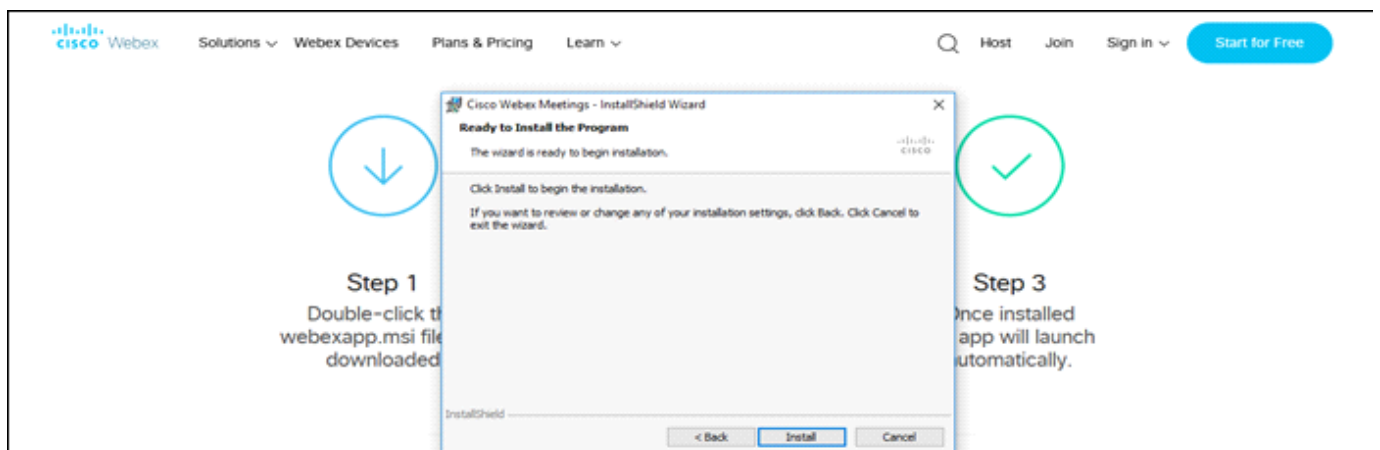 CISCO Webex Solutions Webex Devices Plans & Pricing Learn Host Join Sign in Start for Free
Cisco Webex Meetings - InstallShield Wizard
Ready to Install the Program
The wizard is ready to begin installation.
CISCO
Click Install to begin the installation.
If you want to review or change any of your installation settings, click Back. Click Cancel to
exit the wizard.
InstallShield
< Back Install Cancel
Step 1
Double-click
webexapp.msi file
downloaded
Step 3
installed
app will launch
automatically.